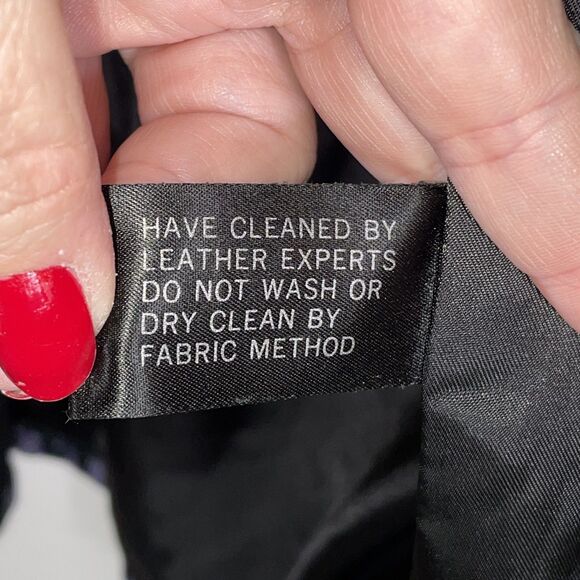 HAVE CLEANED BY
LEATHER EXPERTS
DO NOT WASH OR
DRY CLEAN BY
FABRIC METHOD